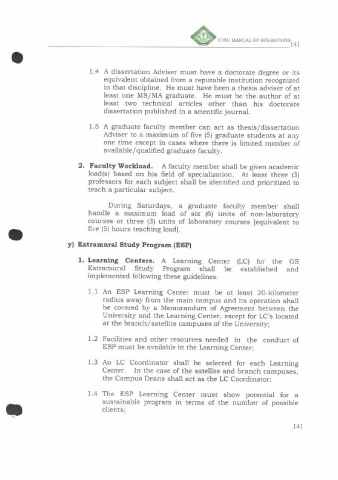 CvSU MANUAL OF OPERATIONS
141
1.4 A dissertation Adviser must have a doctorate degree or its
equivalent obtained from a reputable institution recognized
in that discipline. He must have been a thesis adviser of at
least one MS/MA graduate. He must be the author of at
least two technical articles other than his doctorate
dissertation published in a scientific journal.
1.5 A graduate faculty member can act as thesis/dissertation
Adviser to a maximum of five (5) graduate students at any
one time except in cases where there is limited number of
available/qualified graduate faculty.
2. Faculty Workload. A faculty member shall be given academic
load(s) based on his field of specialization. At least three (3)
professors for each subject shall be identified and prioritized to
teach a particular subject.
During Saturdays, a graduate faculty member shall
handle a maximum load of six (6) units of non-laboratory
courses or three (3) units of laboratory courses [equivalent to
five (5) hours teaching load].
y) Extramural Study Program (ESP)
1. Learning Centers. A Learning Center (LC) for the GS
Extramural Study Program shall be established and
implemented following these guidelines:
1.1 An ESP Learning Center must be at least 20-kilometer
radius away from the main campus and its operation shall
be covered by a Memorandum of Agreement between the
University and the Learning Center, except for LC's located
at the branch/satellite campuses of the University;
1.2 Facilities and other resources needed in the conduct of
ESP must be available in the Learning Center;
1.3 An LC Coordinator shall be selected for each Learning
Center. In the case of the satellite and branch campuses,
the Campus Deans shall act as the LC Coordinator;
1.4 The ESP Learning Center must show potential for a
sustainable program in terms of the number of possible
clients;
141